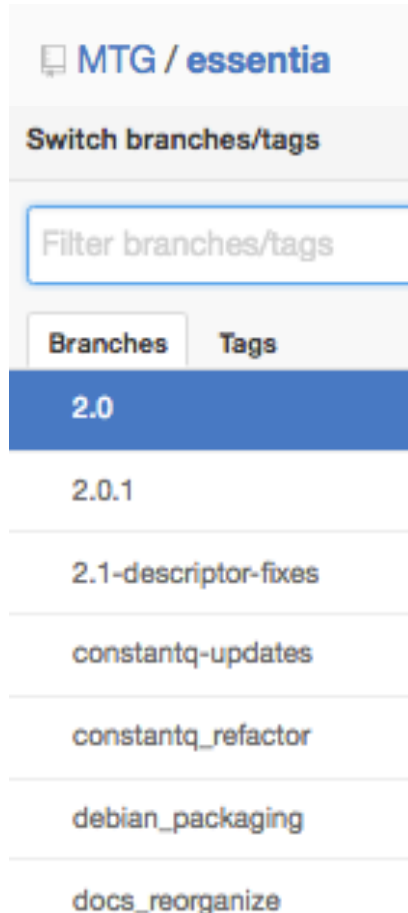 MTG / essentia
Switch branches/tags
Filter branches/tags
Branches Tags
2.0
2.0.1
2.1-descriptor-fixes
constantq-updates
constantq_refactor
debian_packaging
docs_reorganize